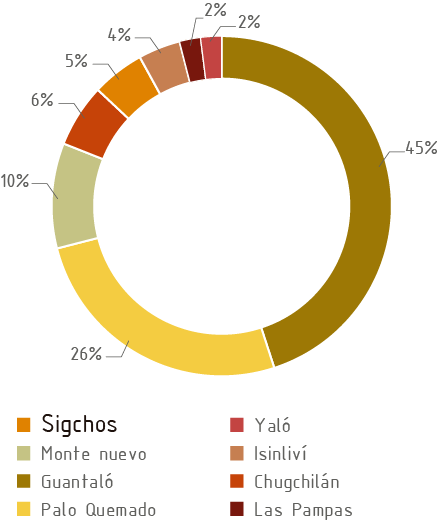 2%
2%
4%
5%
6%
45%
10%
26%
Sigchos
Monte nuevo
Guantaló
Palo Quemado
Yaló
Isinliví
Chugchilán
Las Pampas